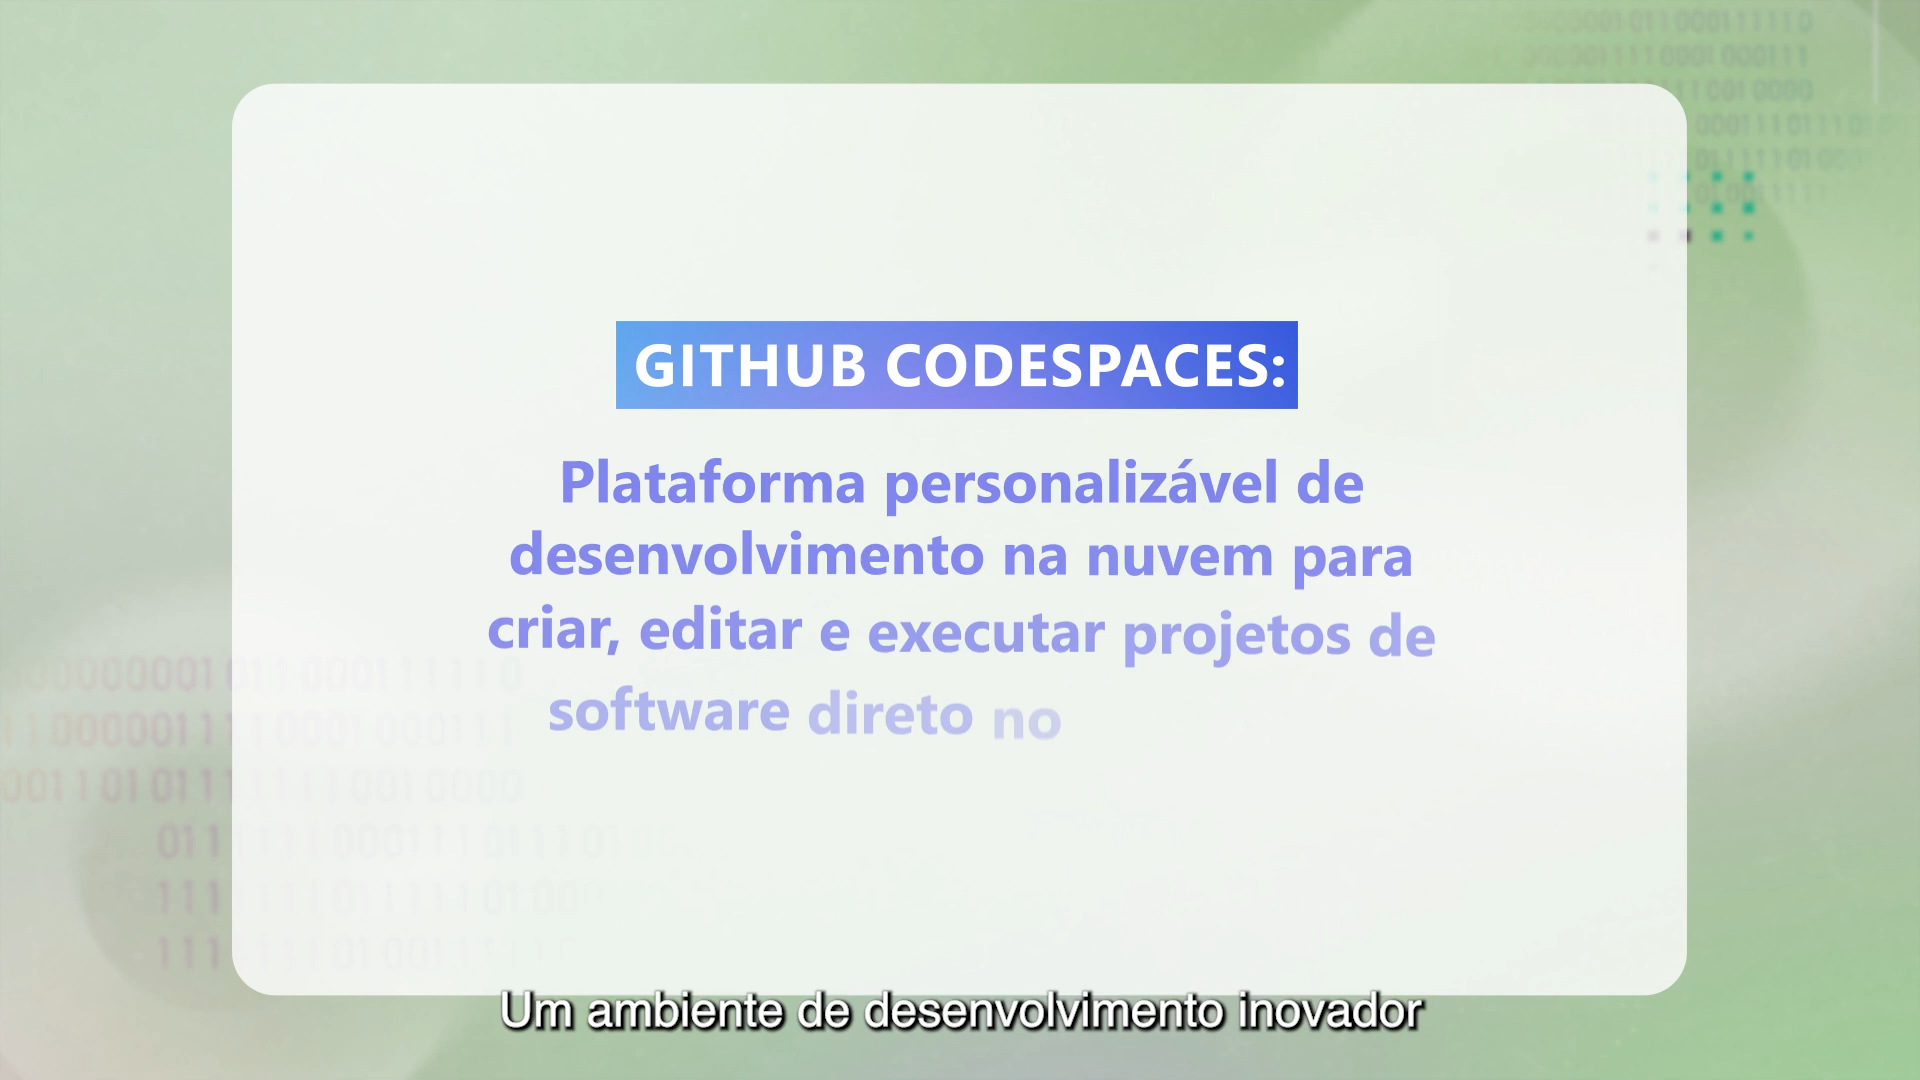 GITHUB CODESPACES:
Plataforma personalizável de
desenvolvimento na nuvem para
criar, editar e executar projetos de
software direto no
Um ambiente de desenvolvimento inovador